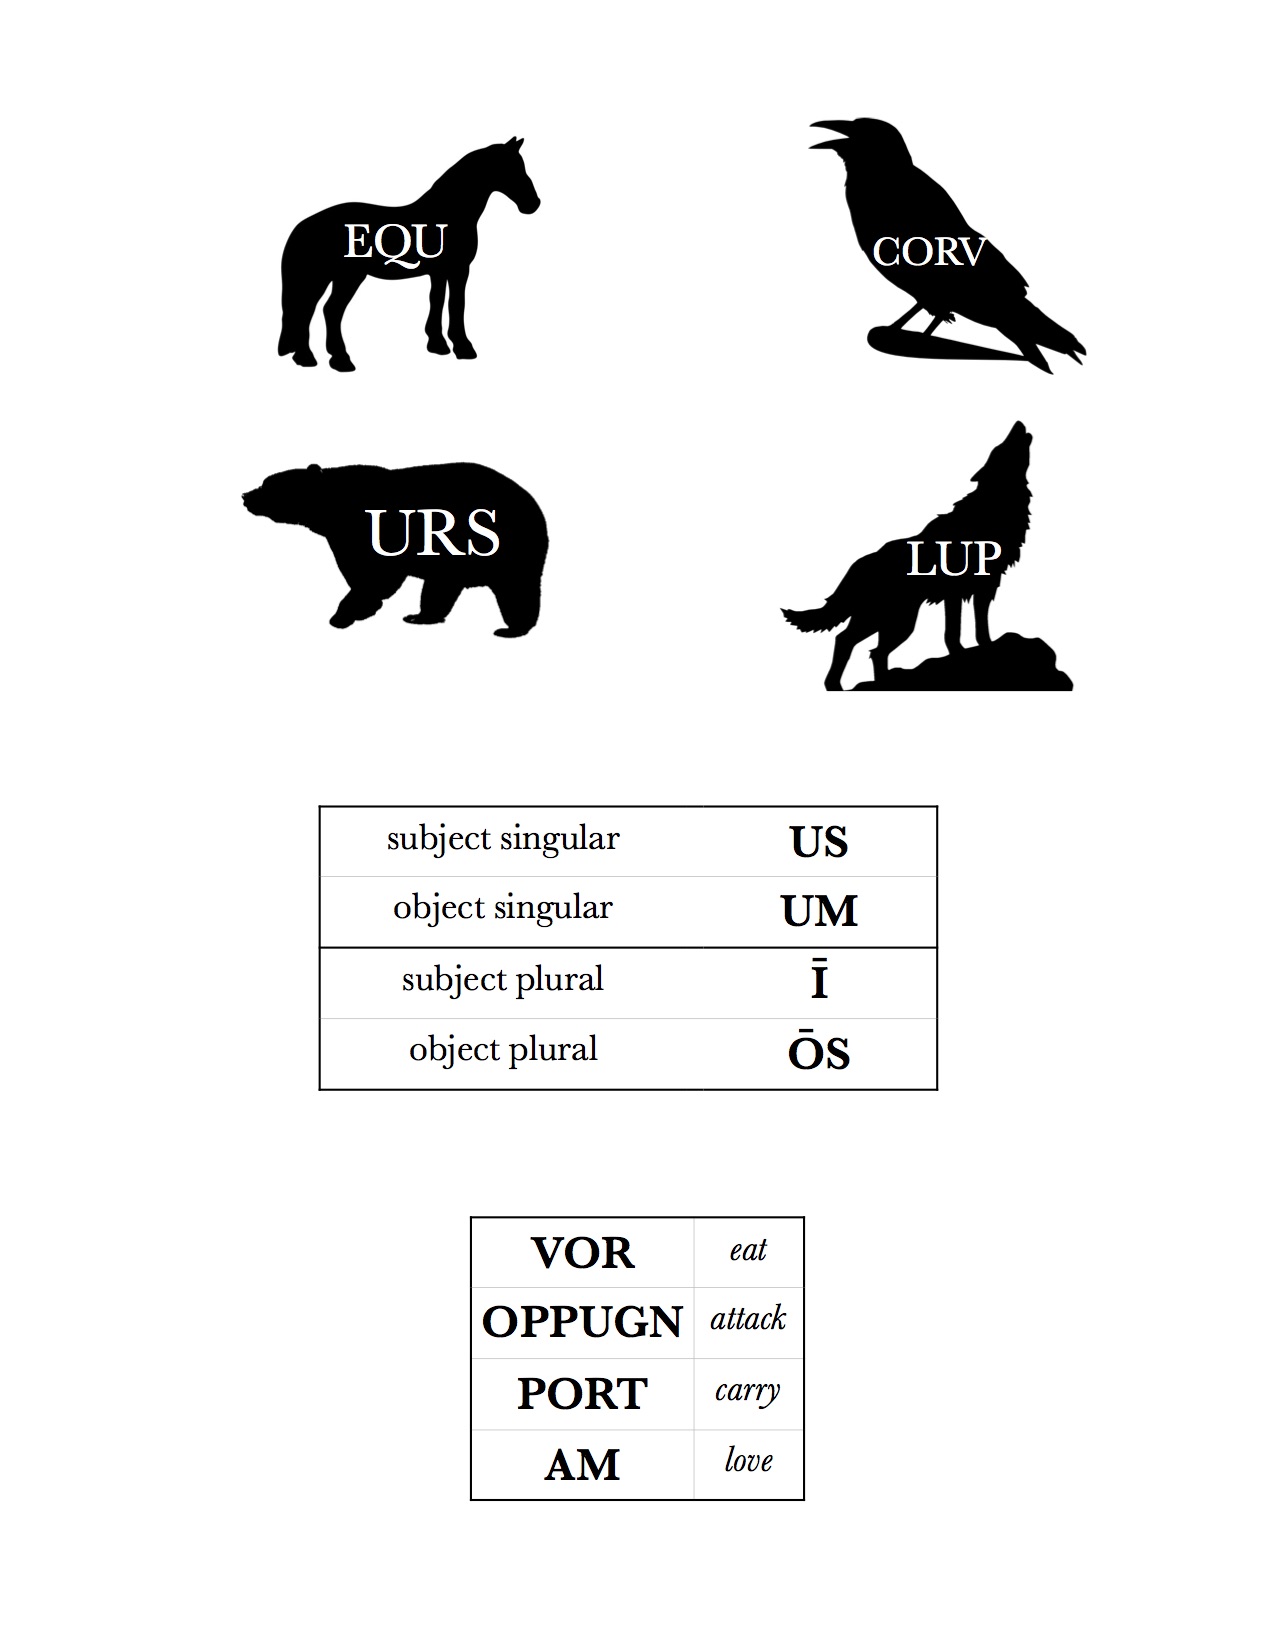 EQU
CORV
URS
LUP
subject singular US
object singular UM
subject plural Ī
object plural ŌS
VOR eat
OPPUGN attack
PORT carry
AM love